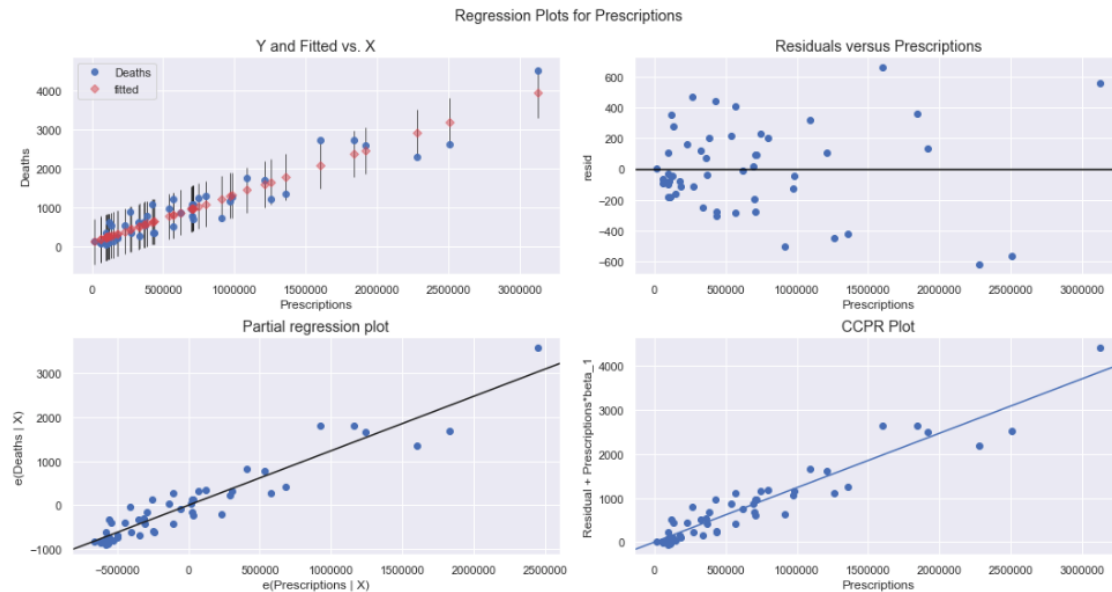 Regression Plots for Prescriptions
Y and Fitted vs. X
Deaths
fitted
4000
3000
2000
1000
0
Deaths
0 500000 1000000 1500000 2000000 2500000 3000000
Prescriptions
Residuals versus Prescriptions
600
400
200
0
−200
−400
−600
resid
0 500000 1000000 1500000 2000000 2500000 3000000
Prescriptions
Partial regression plot
3000
2000
1000
0
−1000
e(Deaths | X)
−500000 0 500000 1000000 1500000 2000000 2500000
e(Prescriptions | X)
CCPR Plot
4000
3000
2000
1000
0
Residual + Prescriptions*beta_1
0 500000 1000000 1500000 2000000 2500000 3000000
Prescriptions